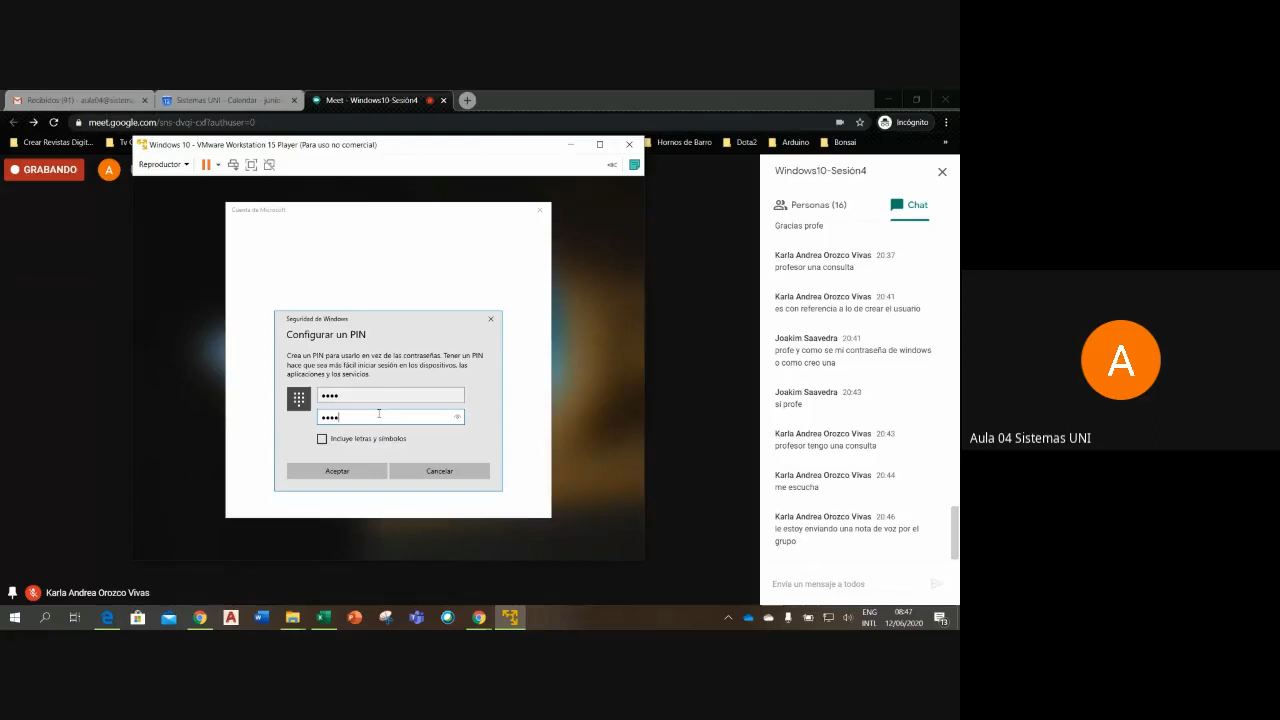 Recibidos (91) - aula04@sistem...
Sistemas UNI - Calendar - junio
Meet - Windows10-Sesión4
meet.google.com/sns-dvqi-cxf?authuser=0
Incógnito
Crear Revistas Digit...
Hornos de Barro
Dota2
Arduino
Bonsai
»
Windows 10 - VMware Workstation 15 Player (Para uso no comercial)
Reproductor
GRABANDO
A
Cuenta de Microsoft
Seguridad de Windows
Configurar un PIN
Crea un PIN para usarlo en vez de las contraseñas. Tener un PIN
hace que sea más fácil iniciar sesión en los dispositivos, las
aplicaciones y los servicios.
Incluye letras y símbolos
Aceptar
Cancelar
Windows10-Sesión4
Personas (16)
Chat
Gracias profe
Karla Andrea Orozco Vivas 20:37
profesor una consulta
Karla Andrea Orozco Vivas 20:41
es con referencia a lo de crear el usuario
Joakim Saavedra 20:41
profe y como se mi contraseña de windows
o como creo una
Joakim Saavedra 20:43
si profe
Karla Andrea Orozco Vivas 20:43
profesor tengo una consulta
Karla Andrea Orozco Vivas 20:44
me escucha
Karla Andrea Orozco Vivas 20:46
le estoy enviando una nota de voz por el
grupo
Envía un mensaje a todos
Karla Andrea Orozco Vivas
ENG
INTL
08:47
12/06/2020
13
A
Aula 04 Sistemas UNI